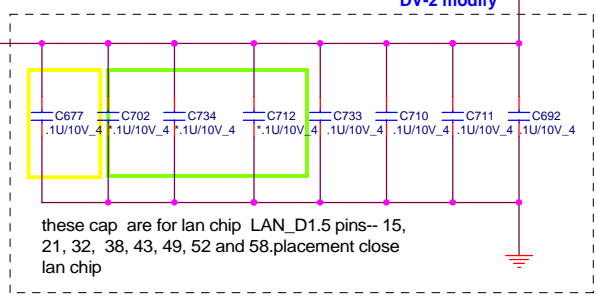 DV-2 modify
C677 C702 C734 C712 C733 C710 C711 C692
.1U/10V_4 *.1U/10V_4 *.1U/10V_4 *.1U/10V_4 .1U/10V_4 .1U/10V_4 .1U/10V_4 .1U/10V_4
these cap are for lan chip LAN_D1.5 pins-- 15,
21, 32, 38, 43, 49, 52 and 58.placement close
lan chip